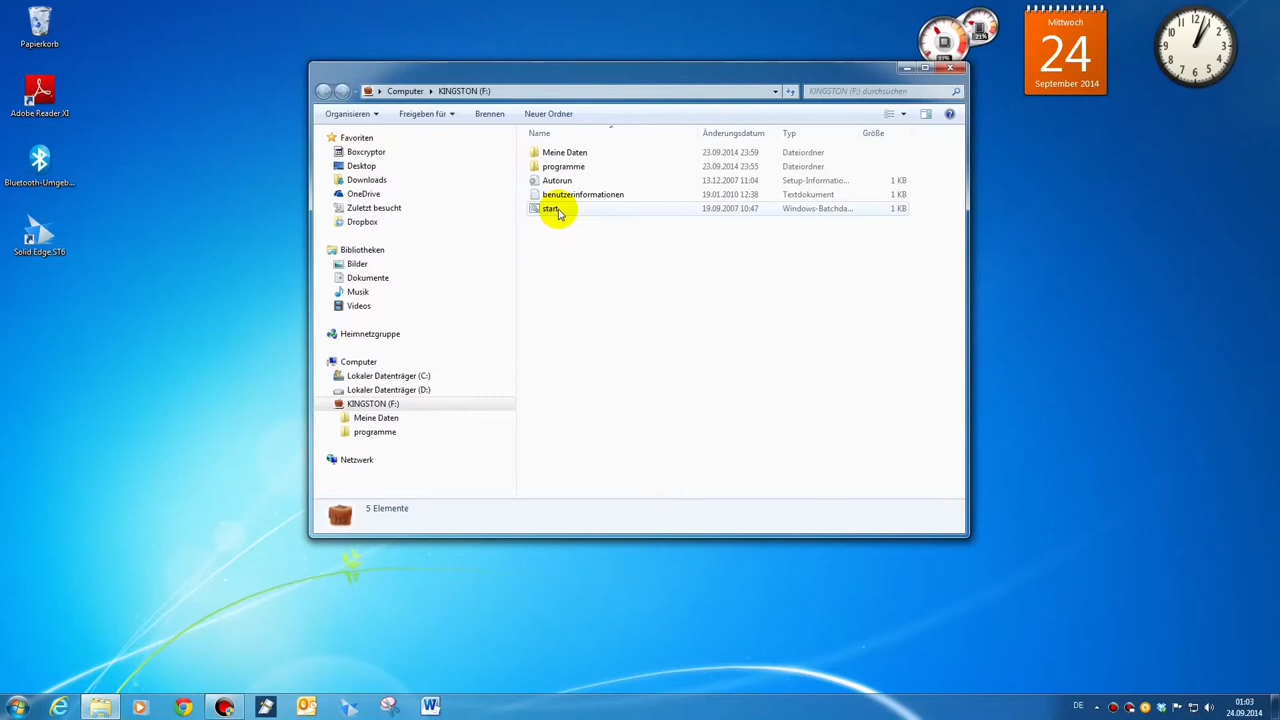 Papierkorb
Adobe Reader XI
Bluetooth-Umgeb...
Solid Edge ST6
Mittwoch
24
September 2014
12
21%
Computer ▸ KINGSTON (F:)
KINGSTON (F:) durchsuchen
Organisieren Freigeben für Brennen Neuer Ordner
Favoriten
Boxcryptor
Desktop
Downloads
OneDrive
Zuletzt besucht
Dropbox
Bibliotheken
Bilder
Dokumente
Musik
Videos
Heimnetzgruppe
Computer
Lokaler Datenträger (C:)
Lokaler Datenträger (D:)
KINGSTON (F:)
Meine Daten
programme
Netzwerk
Name Änderungsdatum Typ Größe
Meine Daten 23.09.2014 23:59 Dateiordner
programme 23.09.2014 23:55 Dateiordner
Autorun 13.12.2007 11:04 Setup-Informatio... 1 KB
benutzerinformationen 19.01.2010 12:38 Textdokument 1 KB
start 19.09.2007 10:47 Windows-Batchda... 1 KB
5 Elemente
DE
01:03
24.09.2014